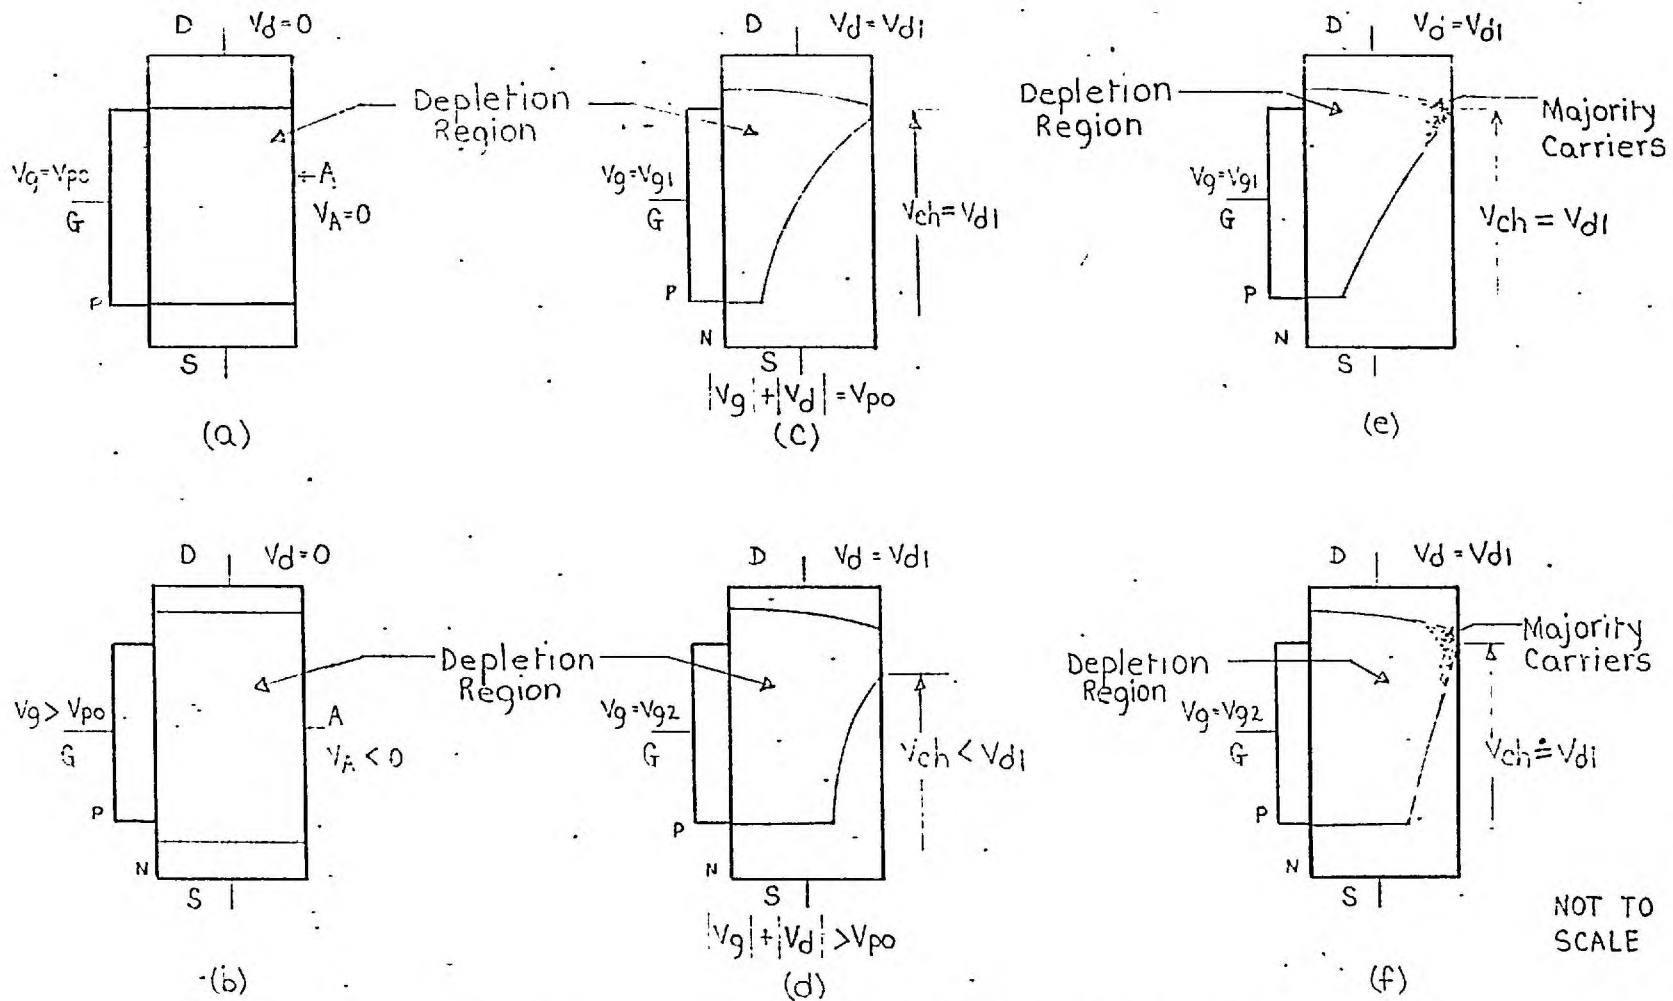 D Vd=0
Depletion
Region
Vg=Vpo
G
A
VA=0
P
S
(a)
D Vd=Vd1
Vg=Vg1
G
Vch=Vd1
P
N
S
|Vg|+|Vd|=Vpo
(c)
D Vd=Vd1
Depletion
Region
Majority
Carriers
Vg=Vg1
G
Vch=Vd1
P
N
S
(e)
D Vd=0
Depletion
Region
Vg>Vpo
G
A
VA<0
P
N
S
(b)
D Vd=Vd1
Vg=Vg2
G
Vch<Vd1
P
N
S
|Vg|+|Vd|>Vpo
(d)
D Vd=Vd1
Majority
Carriers
Depletion
Region
Vg=Vg2
G
Vch≐Vd1
P
N
S
(f)
NOT TO
SCALE